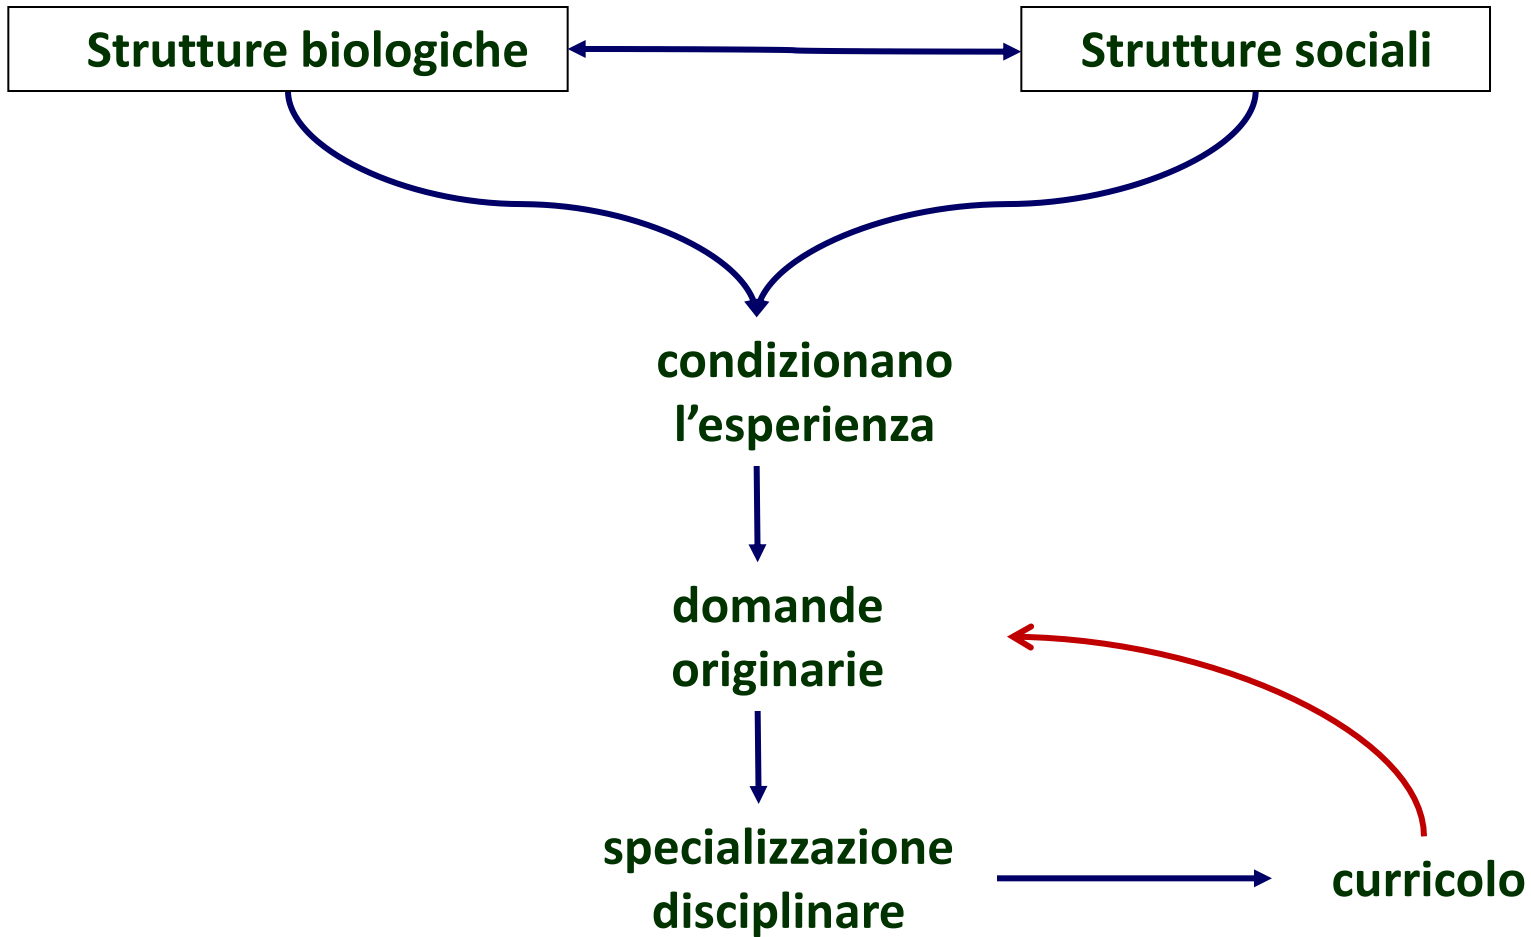 Strutture biologiche
Strutture sociali
condizionano
l’esperienza
domande
originarie
specializzazione
disciplinare
curricolo